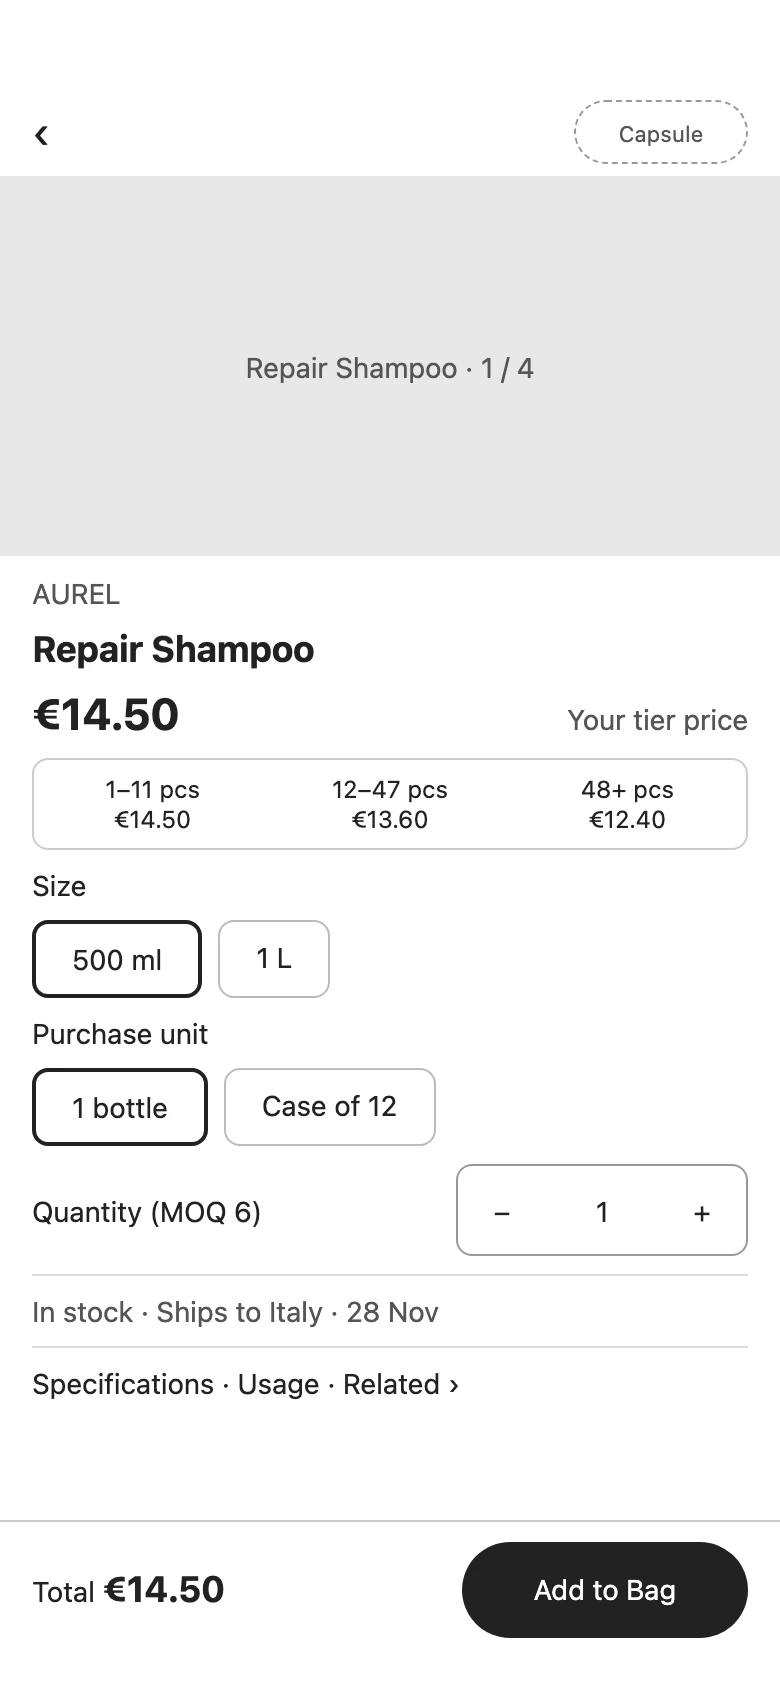 ‹
Capsule
Repair Shampoo · 1 / 4
AUREL
Repair Shampoo
€14.50
Your tier price
1–11 pcs
€14.50
12–47 pcs
€13.60
48+ pcs
€12.40
Size
500 ml
1 L
Purchase unit
1 bottle
Case of 12
Quantity (MOQ 6)
– 1 +
In stock · Ships to Italy · 28 Nov
Specifications · Usage · Related ›
Total €14.50
Add to Bag